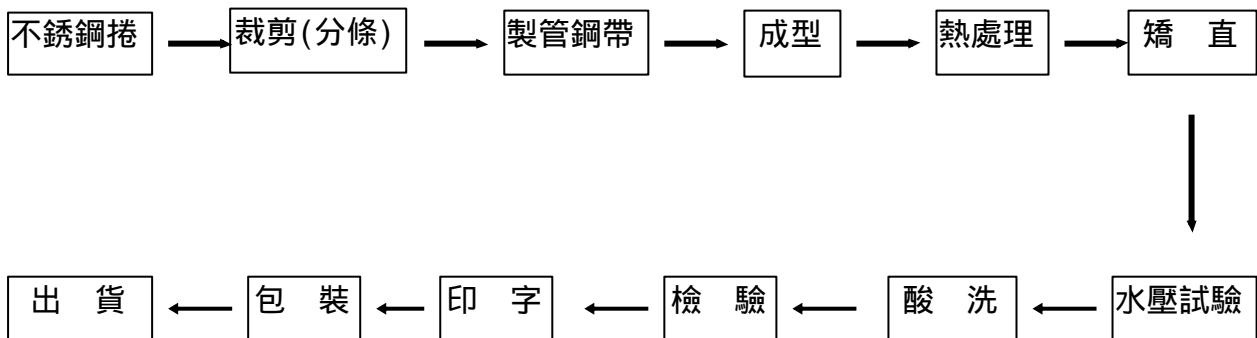 不銹鋼捲
裁剪(分條)
製管鋼帶
成型
熱處理
矯　直
水壓試驗
酸　洗
檢　驗
印　字
包　裝
出　貨